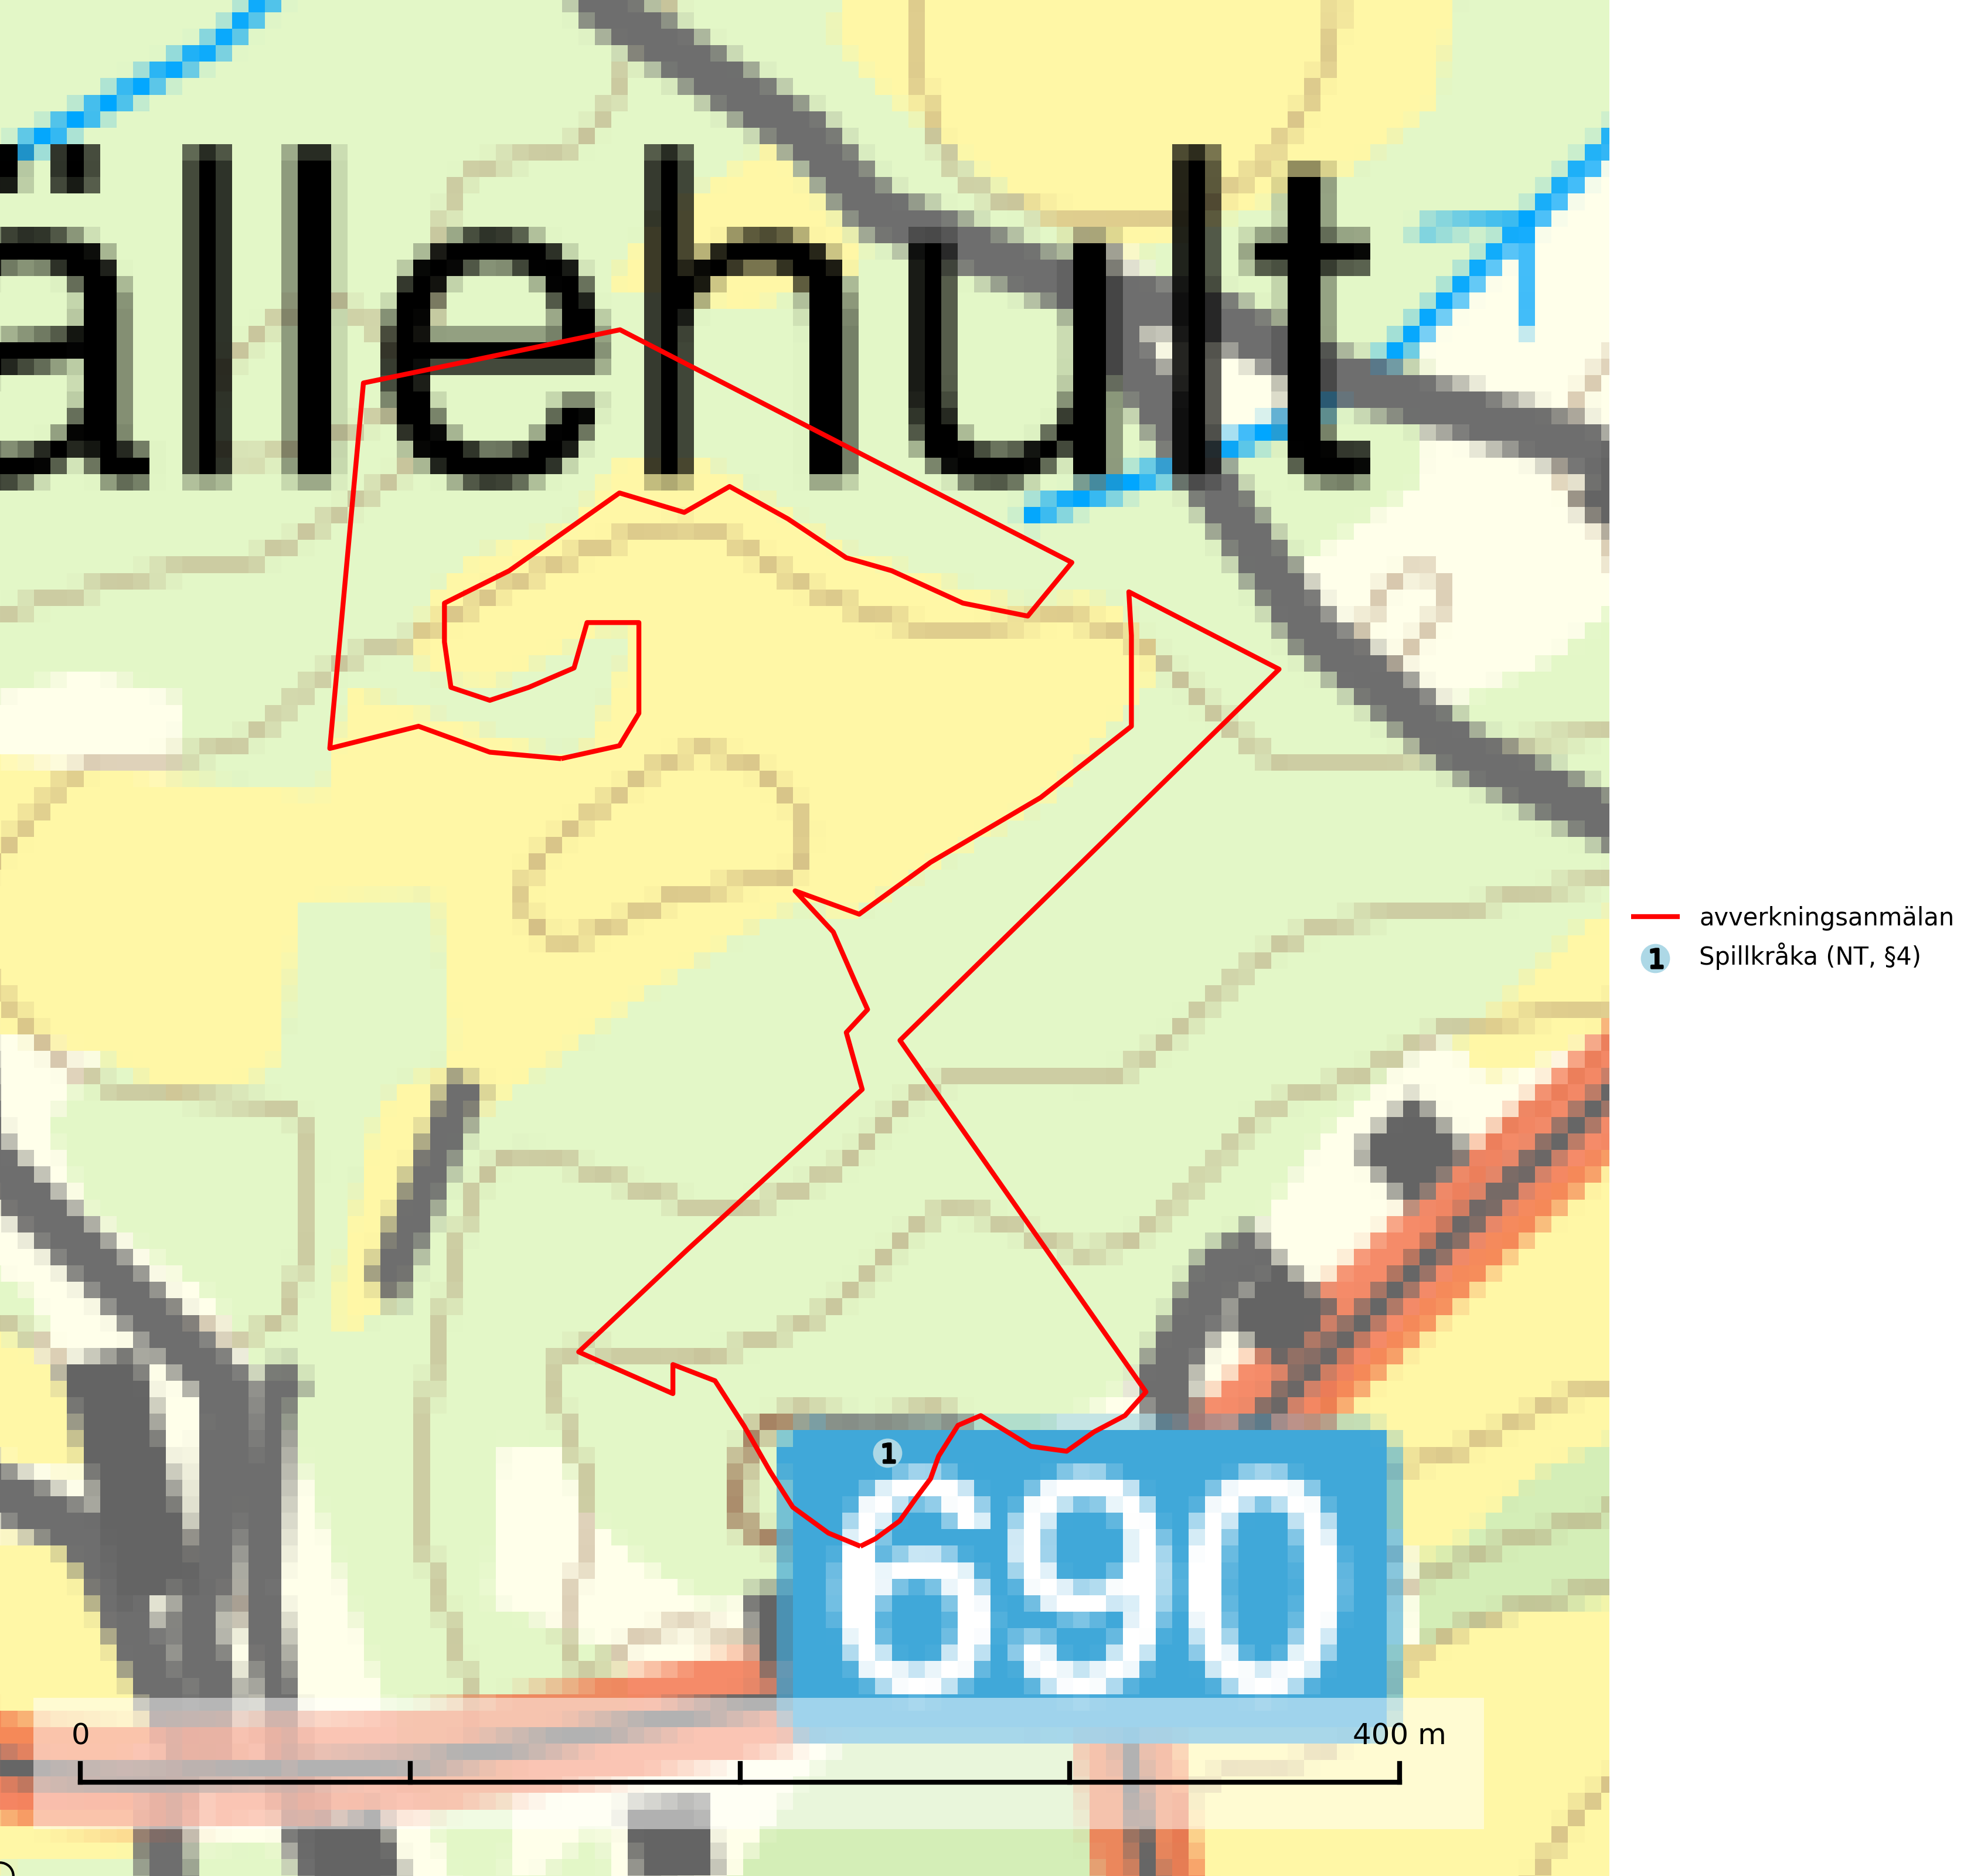 ällehult
avverkningsanmälan
1 Spillkråka (NT, §4)
1
690
0 400 m